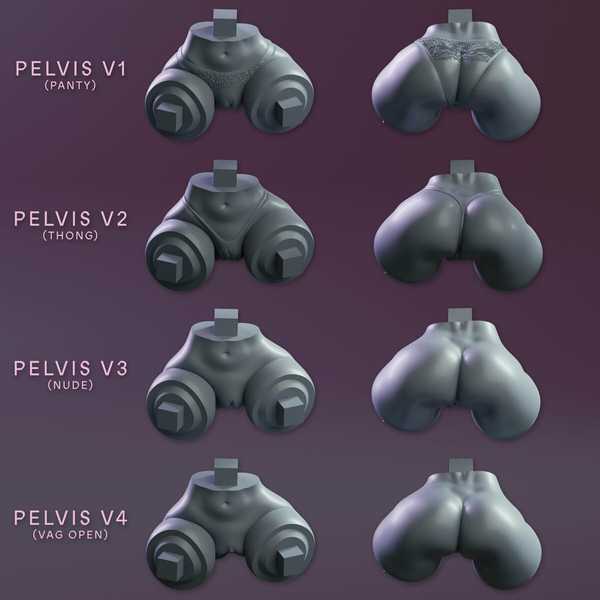 PELVIS V1
(PANTY)
PELVIS V2
(THONG)
PELVIS V3
(NUDE)
PELVIS V4
(VAG OPEN)